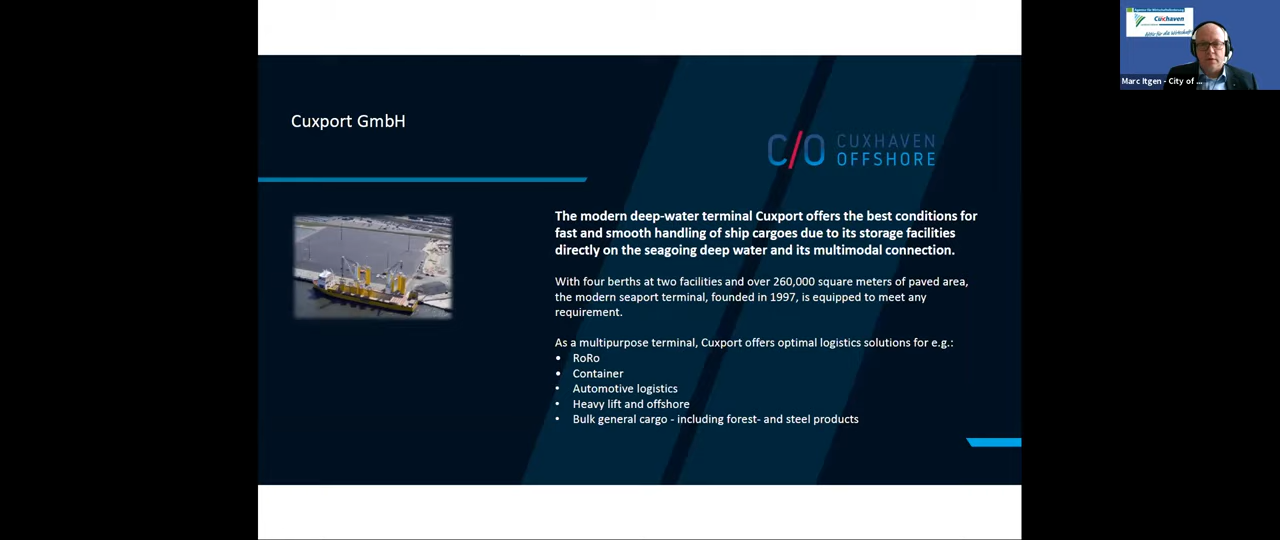 Cuxport GmbH
C/O CUXHAVEN
OFFSHORE
The modern deep-water terminal Cuxport offers the best conditions for
fast and smooth handling of ship cargoes due to its storage facilities
directly on the seagoing deep water and its multimodal connection.
With four berths at two facilities and over 260,000 square meters of paved area,
the modern seaport terminal, founded in 1997, is equipped to meet any
requirement.
As a multipurpose terminal, Cuxport offers optimal logistics solutions for e.g.:
• RoRo
• Container
• Automotive logistics
• Heavy lift and offshore
• Bulk general cargo - including forest- and steel products
Agentur für Wirtschaftsförderung
Cuxhaven
Marc Itgen - City of ...